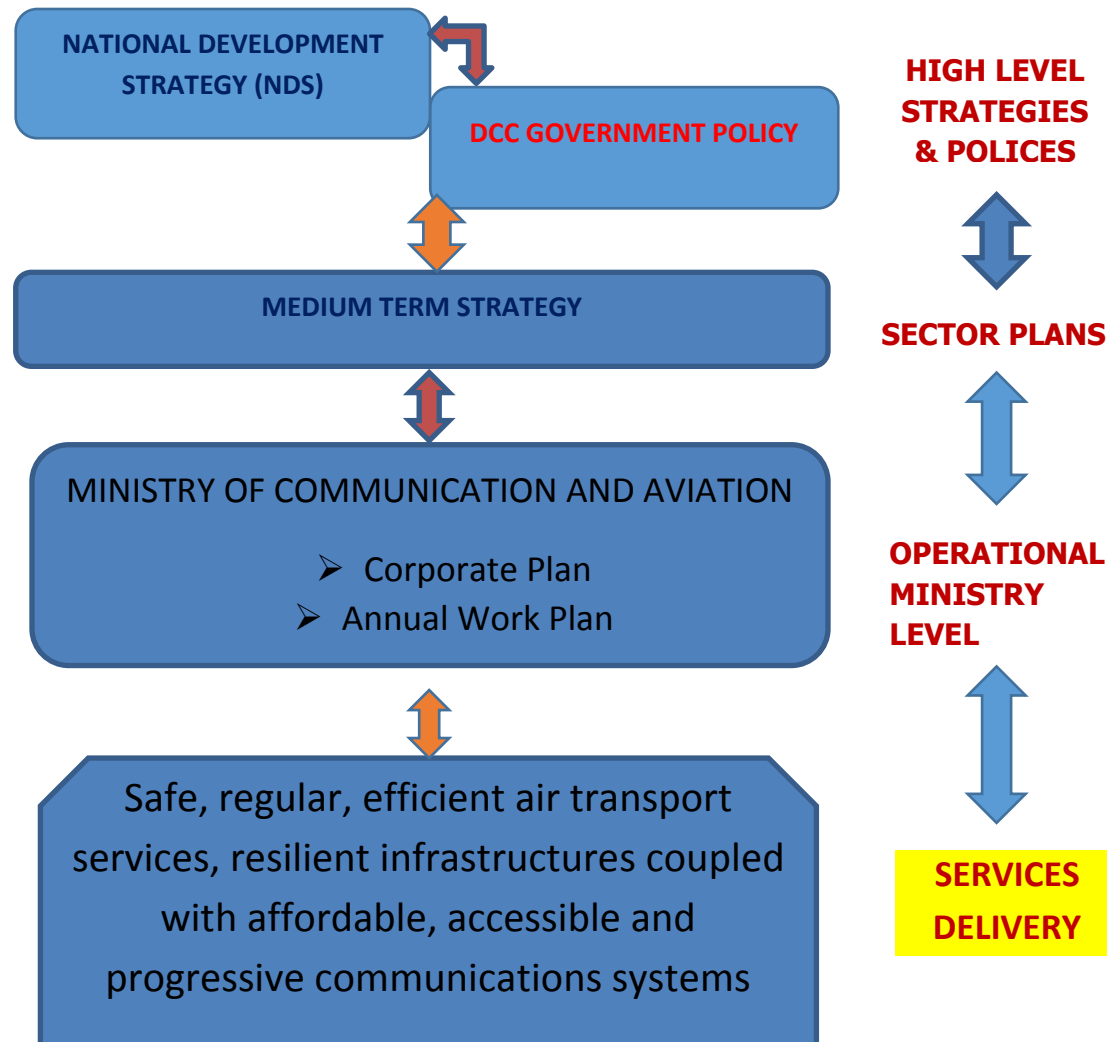 NATIONAL DEVELOPMENT
STRATEGY (NDS)
DCC GOVERNMENT POLICY
HIGH LEVEL
STRATEGIES
& POLICES
MEDIUM TERM STRATEGY
SECTOR PLANS
MINISTRY OF COMMUNICATION AND AVIATION
➢ Corporate Plan
➢ Annual Work Plan
OPERATIONAL
MINISTRY
LEVEL
Safe, regular, efficient air transport
services, resilient infrastructures coupled
with affordable, accessible and
progressive communications systems
SERVICES
DELIVERY